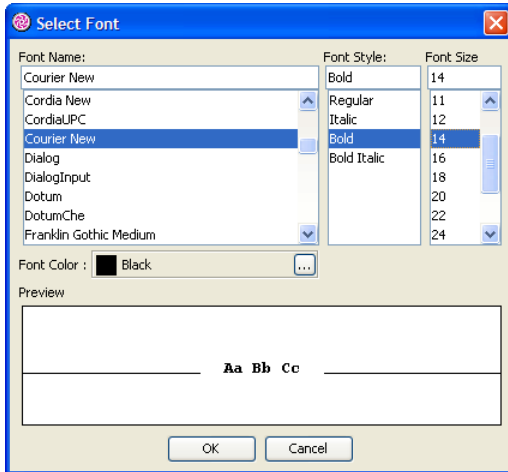 Select Font
Font Name: Font Style: Font Size
Courier New Bold 14
Cordia New Regular 11
CordiaUPC Italic 12
Courier New Bold 14
Dialog Bold Italic 16
DialogInput 18
Dotum 20
DotumChe 22
Franklin Gothic Medium 24
Font Color : Black ...
Preview
Aa Bb Cc
OK Cancel